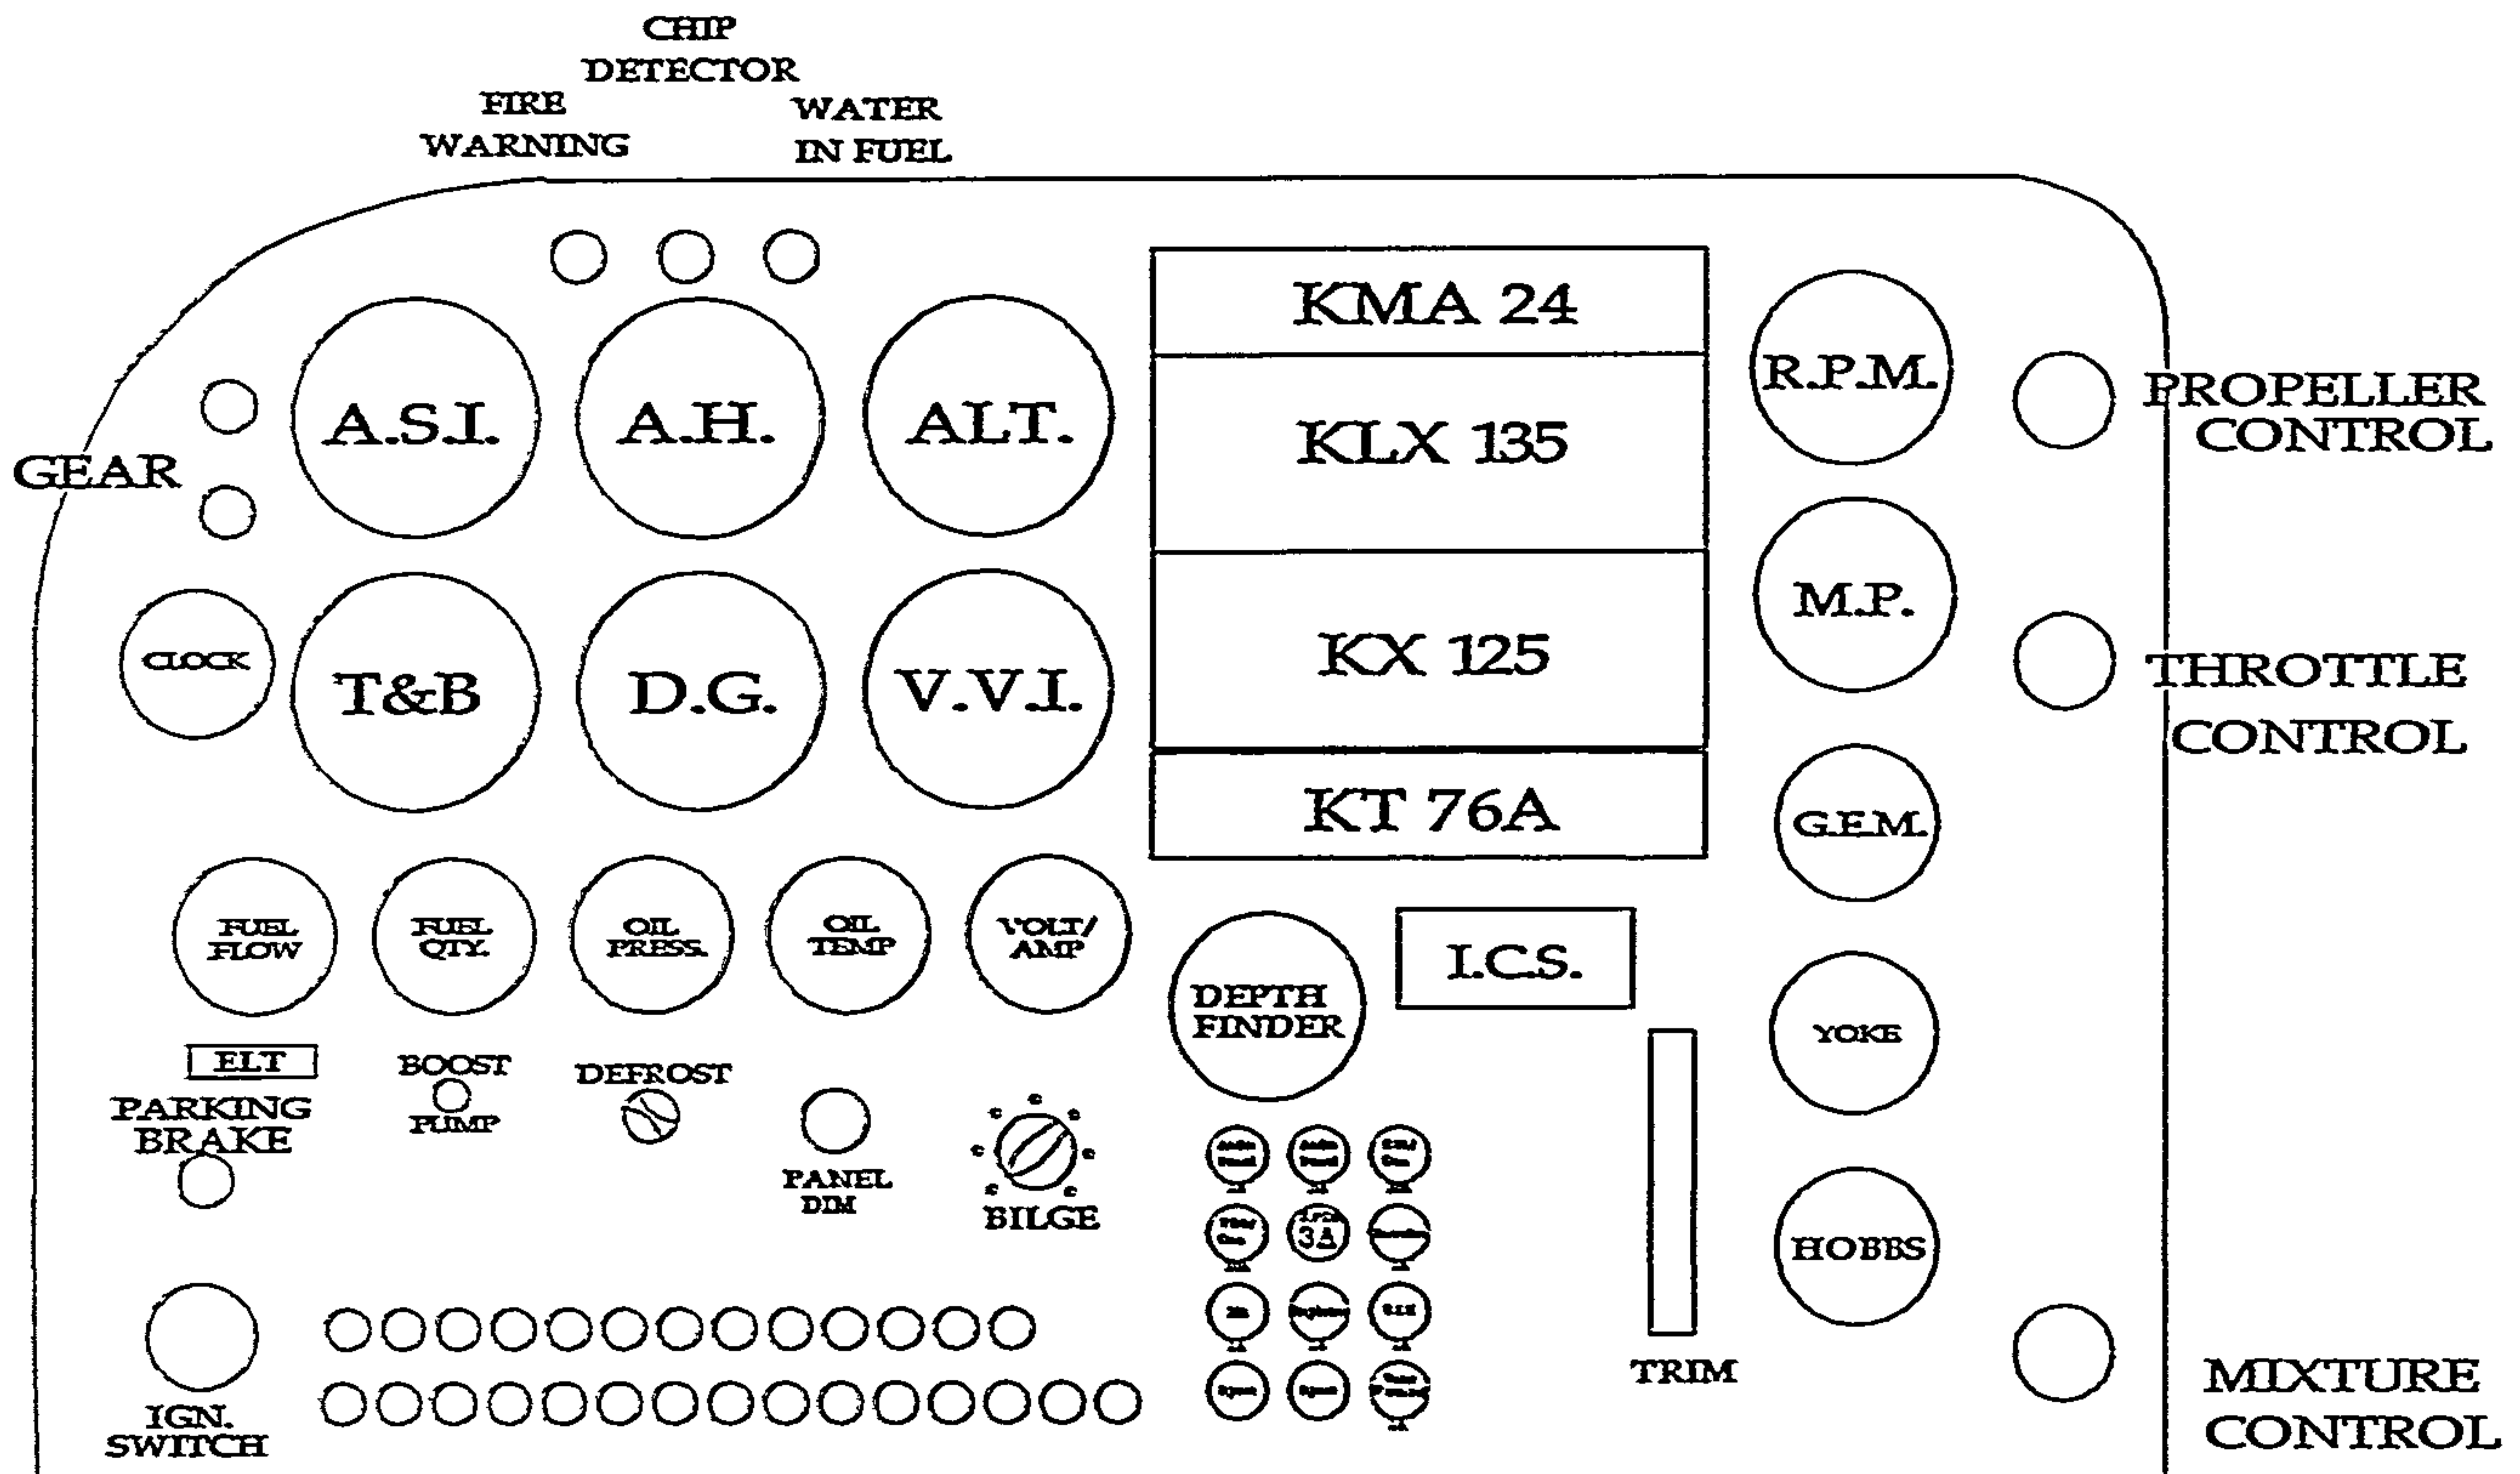 CHIP
DETECTOR
FIRE
WARNING
WATER
IN FUEL
GEAR
A.S.I.
A.H.
ALT.
KMA 24
KLX 135
KX 125
KT 76A
R.P.M.
PROPELLER
CONTROL
CLOCK
T&B
D.G.
V.V.I.
M.P.
THROTTLE
CONTROL
G.E.M.
FUEL
FLOW
FUEL
QTY.
OIL
PRESS.
OIL
TEMP
VOLT/
AMP
DEPTH
FINDER
I.C.S.
YOKE
ELT
PARKING
BRAKE
BOOST
PUMP
DEFROST
PANEL
DIM
BILGE
3A
HOBBS
TRIM
IGN.
SWITCH
MIXTURE
CONTROL